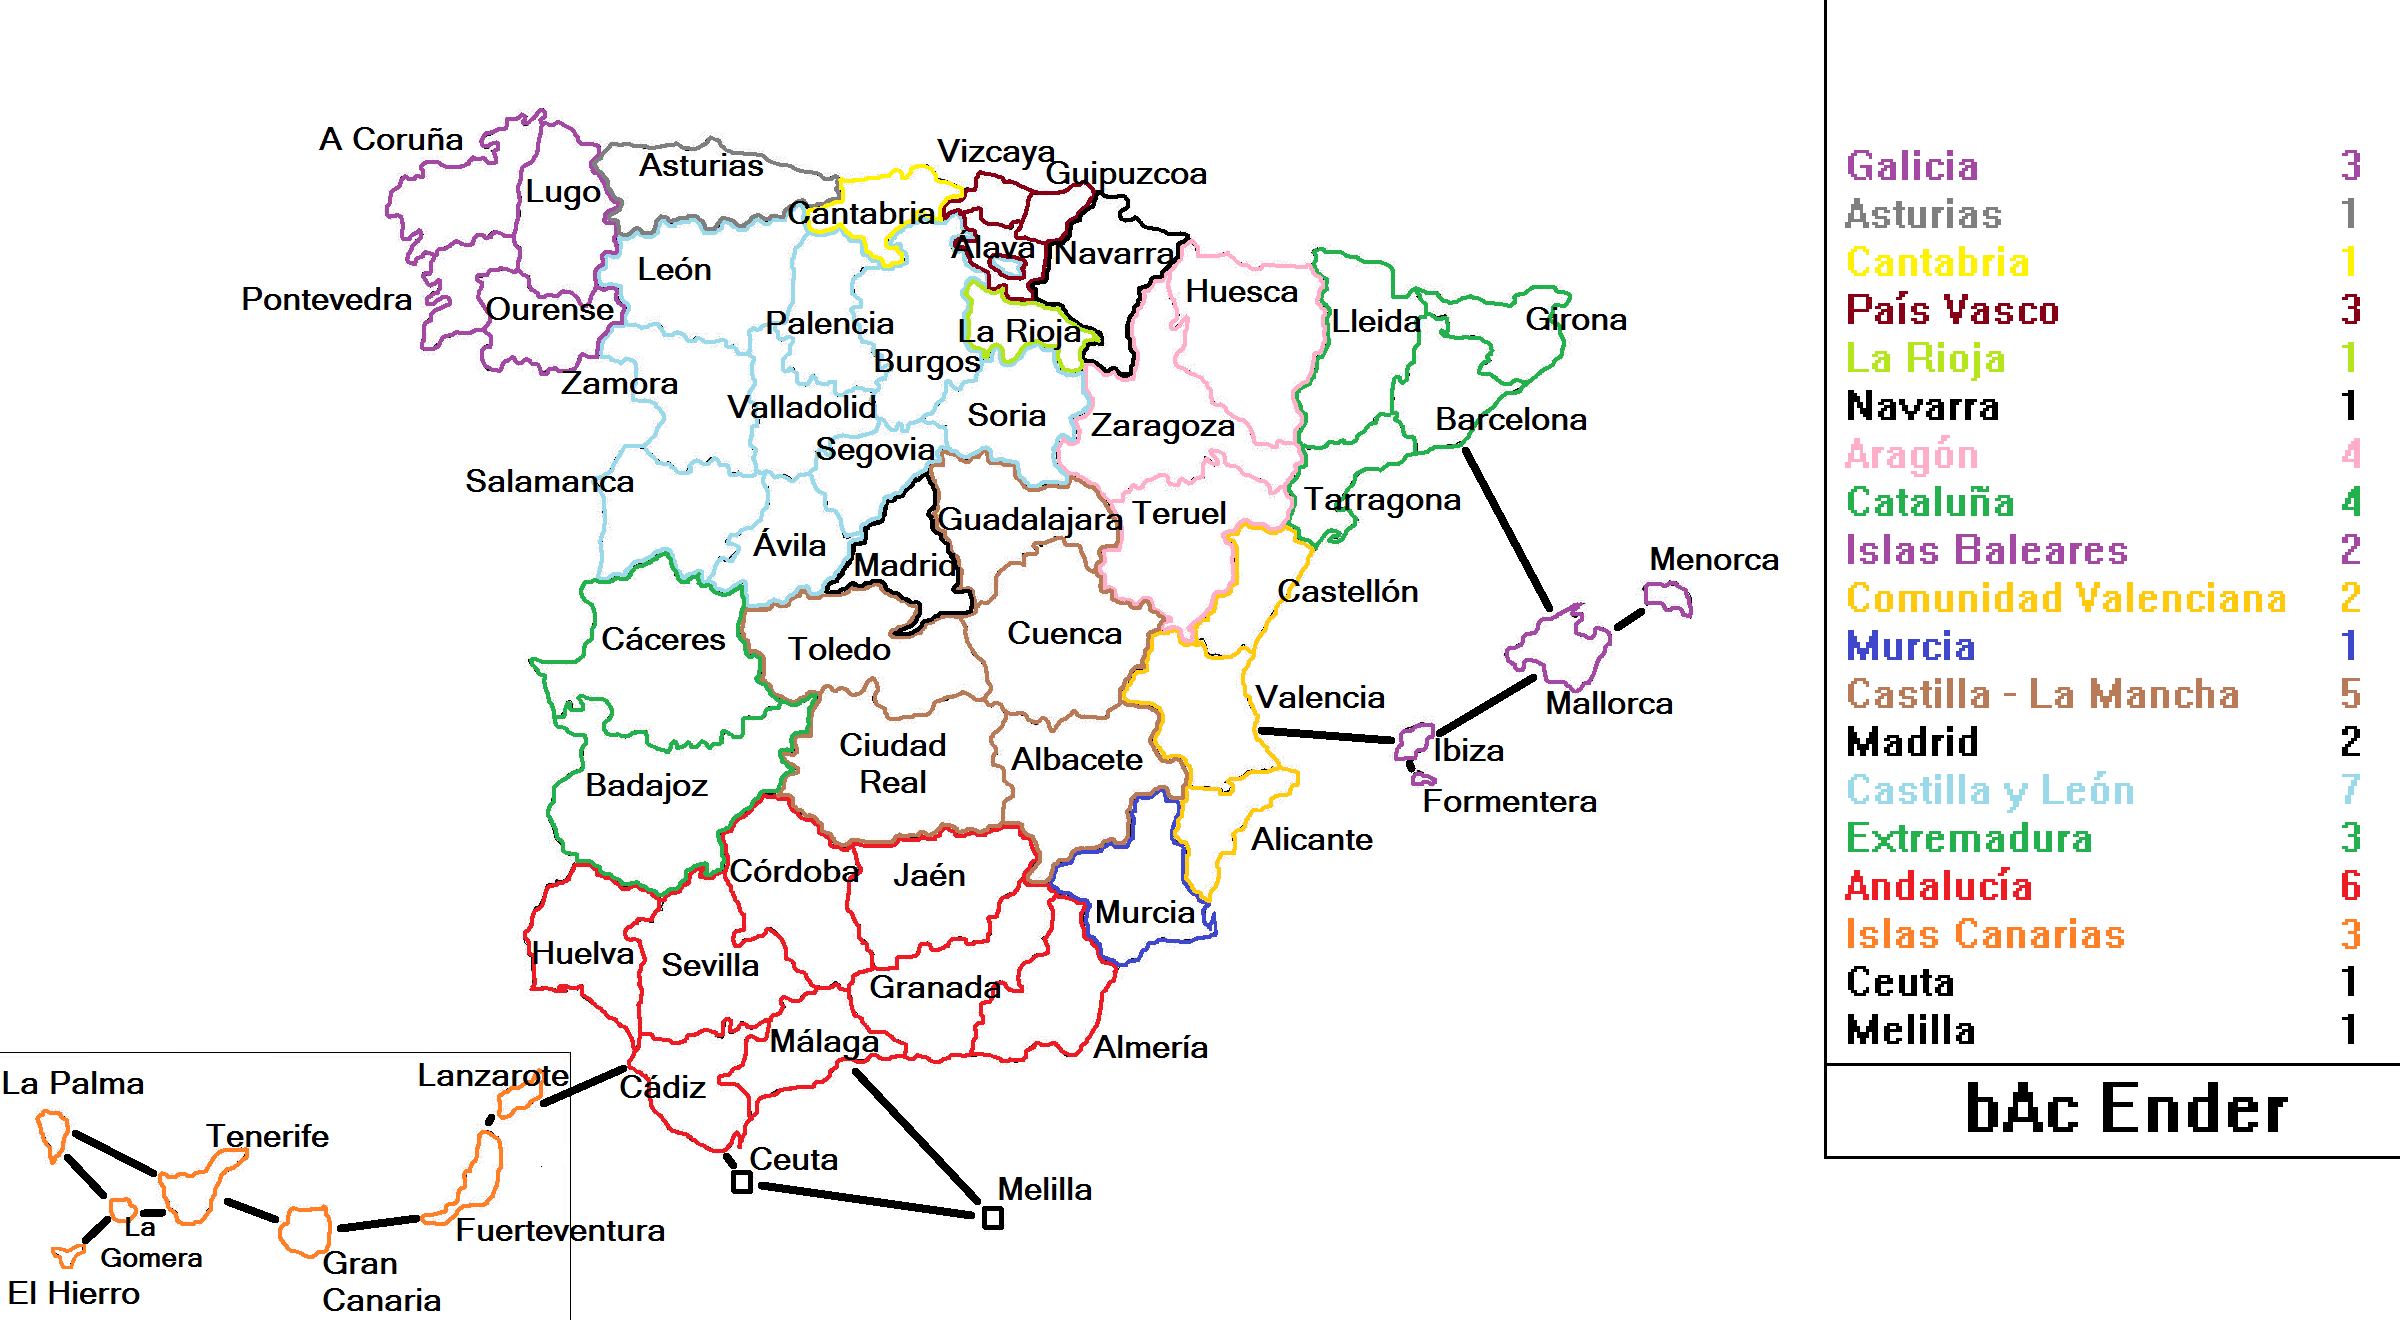 A Coruña
Lugo
Asturias
Cantabria
Vizcaya
Guipuzcoa
Álava
Navarra
Pontevedra
Ourense
León
Palencia
Burgos
La Rioja
Huesca
Lleida
Girona
Zamora
Valladolid
Soria
Zaragoza
Barcelona
Segovia
Salamanca
Ávila
Madrid
Guadalajara
Teruel
Tarragona
Castellón
Menorca
Mallorca
Cáceres
Toledo
Cuenca
Valencia
Ibiza
Formentera
Badajoz
Ciudad
Real
Albacete
Alicante
Córdoba
Jaén
Murcia
Huelva
Sevilla
Granada
Málaga
Almería
Cádiz
Ceuta
Melilla
La Palma
Lanzarote
Tenerife
La
Gomera
Fuerteventura
El Hierro
Gran
Canaria
Galicia 3
Asturias 1
Cantabria 1
País Vasco 3
La Rioja 1
Navarra 1
Aragón 4
Cataluña 4
Islas Baleares 2
Comunidad Valenciana 2
Murcia 1
Castilla - La Mancha 5
Madrid 2
Castilla y León 7
Extremadura 3
Andalucía 6
Islas Canarias 3
Ceuta 1
Melilla 1
bAc Ender